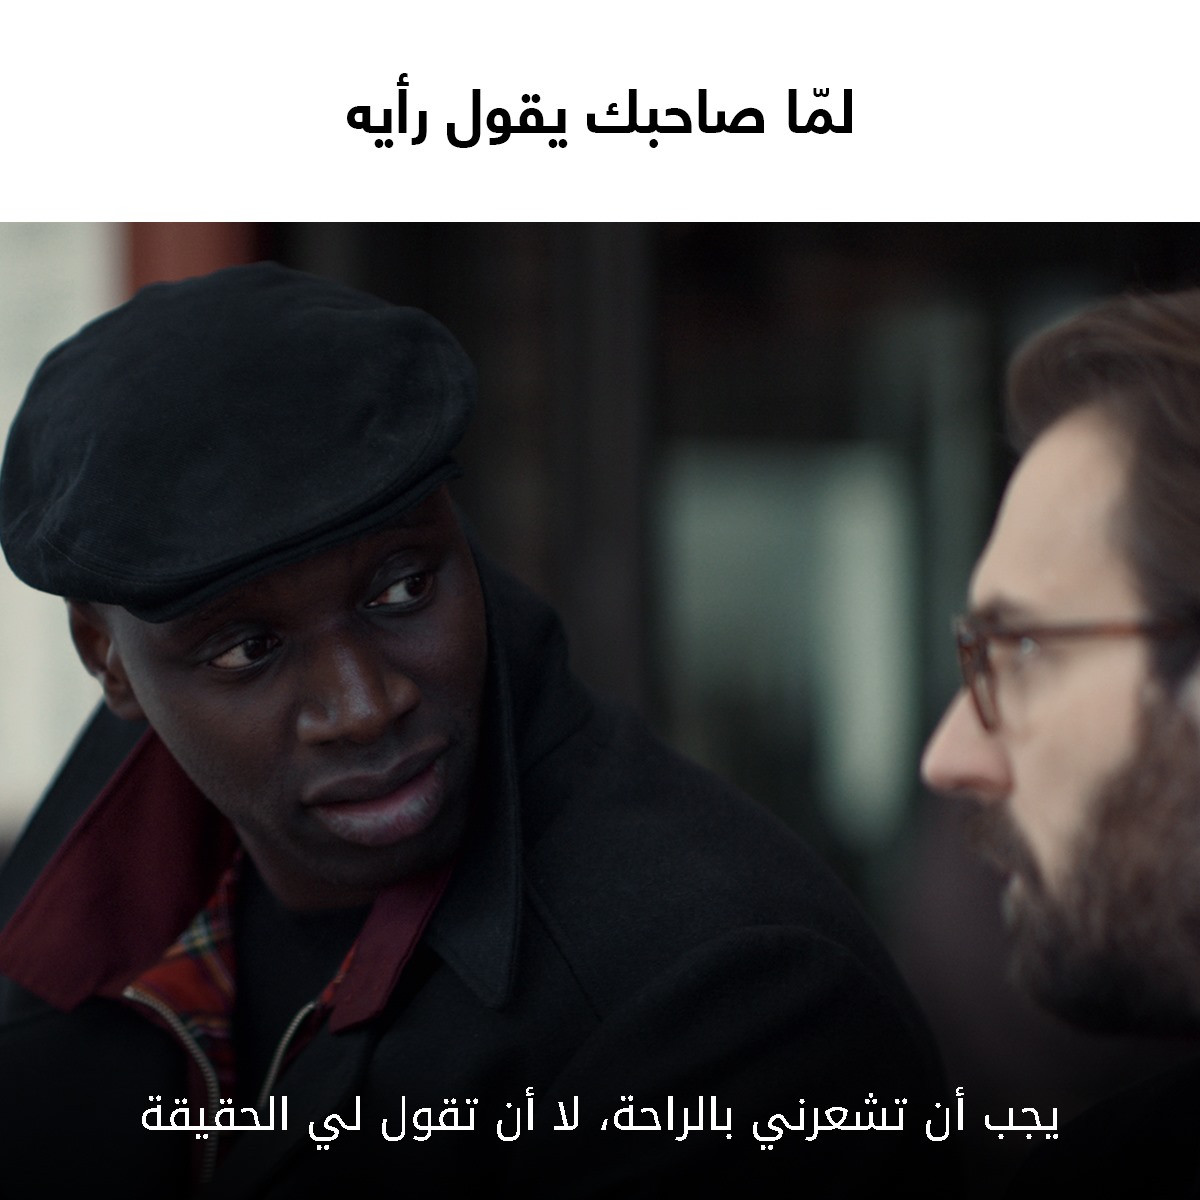 لمّا صاحبك يقول رأيه
يجب أن تشعرني بالراحة، لا أن تقول لي الحقيقة